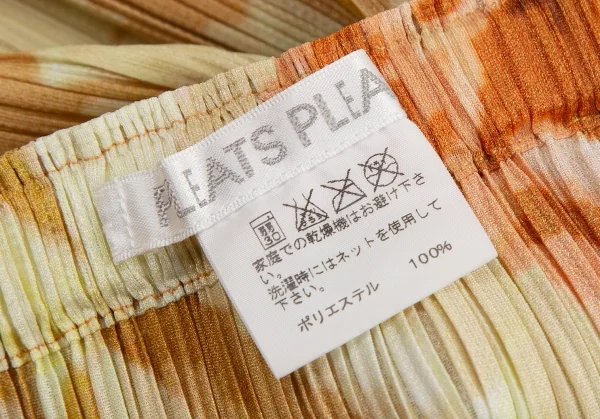 PLEATS PLEA
弱
30
家庭での乾燥機はお避け下さ
い。
洗濯時にはネットを使用して
下さい。
ポリエステル 100%